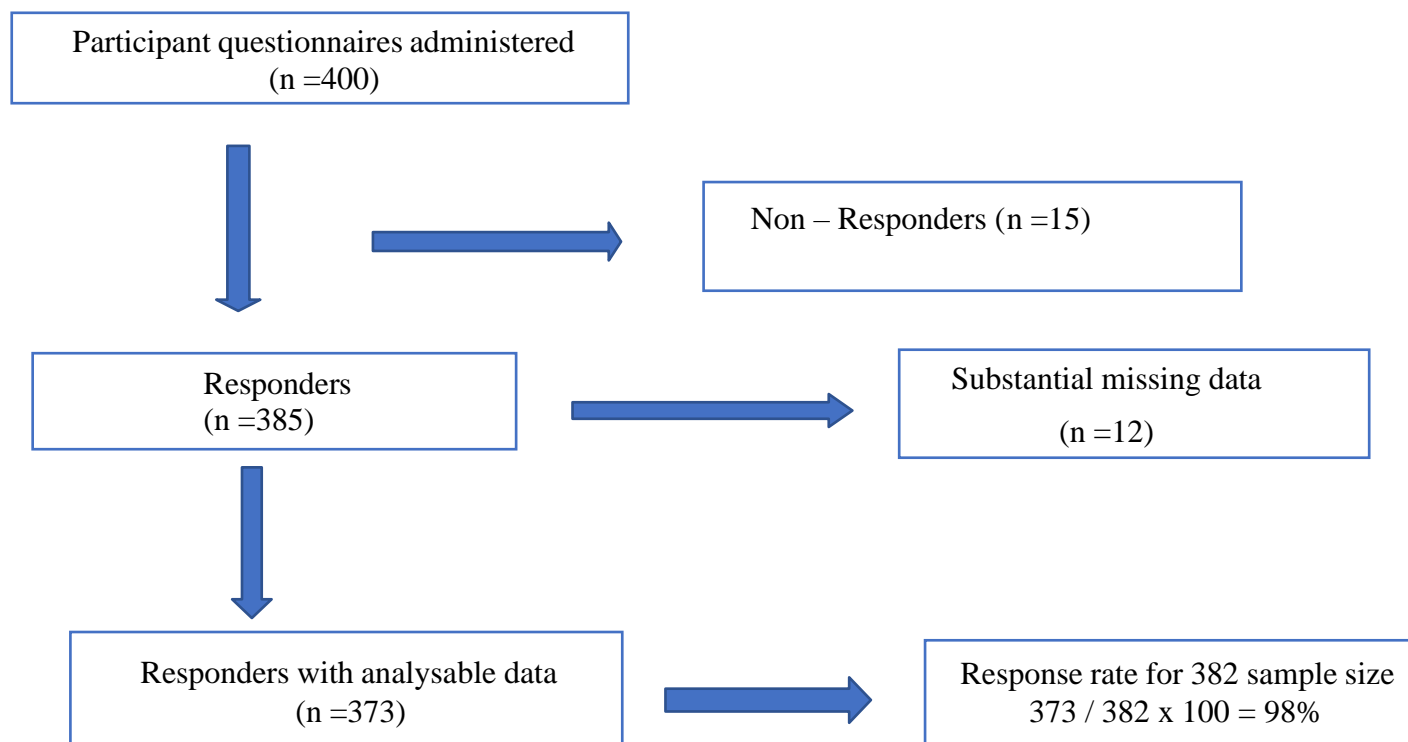 Participant questionnaires administered
(n =400)
Non – Responders (n =15)
Responders
(n =385)
Substantial missing data
(n =12)
Responders with analysable data
(n =373)
Response rate for 382 sample size
373 / 382 x 100 = 98%